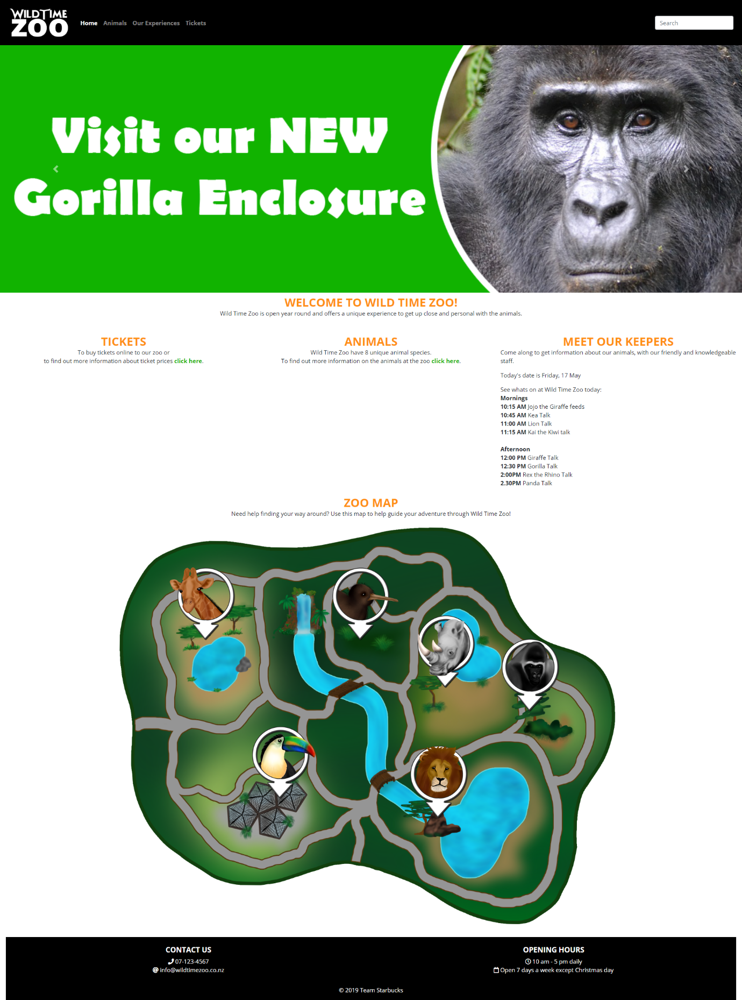 WILDTIME
ZOO
Home Animals Our Experiences Tickets
Search
Visit our NEW
Gorilla Enclosure
WELCOME TO WILD TIME ZOO!
Wild Time Zoo is open year round and offers a unique experience to get up close and personal with the animals.
TICKETS
To buy tickets online to our zoo or
to find out more information about ticket prices click here.
ANIMALS
Wild Time Zoo have 8 unique animal species.
To find out more information on the animals at the zoo click here.
MEET OUR KEEPERS
Come along to get information about our animals, with our friendly and knowledgeable
staff.
Today's date is Friday, 17 May
See whats on at Wild Time Zoo today:
Mornings
10:15 AM Jojo the Giraffe feeds
10:45 AM Kea Talk
11:00 AM Lion Talk
11:15 AM Kai the Kiwi talk
Afternoon
12:00 PM Giraffe Talk
12:30 PM Gorilla Talk
2:00PM Rex the Rhino Talk
2.30PM Panda Talk
ZOO MAP
Need help finding your way around? Use this map to help guide your adventure through Wild Time Zoo!
CONTACT US
07-123-4567
info@wildtimezoo.co.nz
OPENING HOURS
10 am - 5 pm daily
Open 7 days a week except Christmas day
© 2019 Team Starbucks